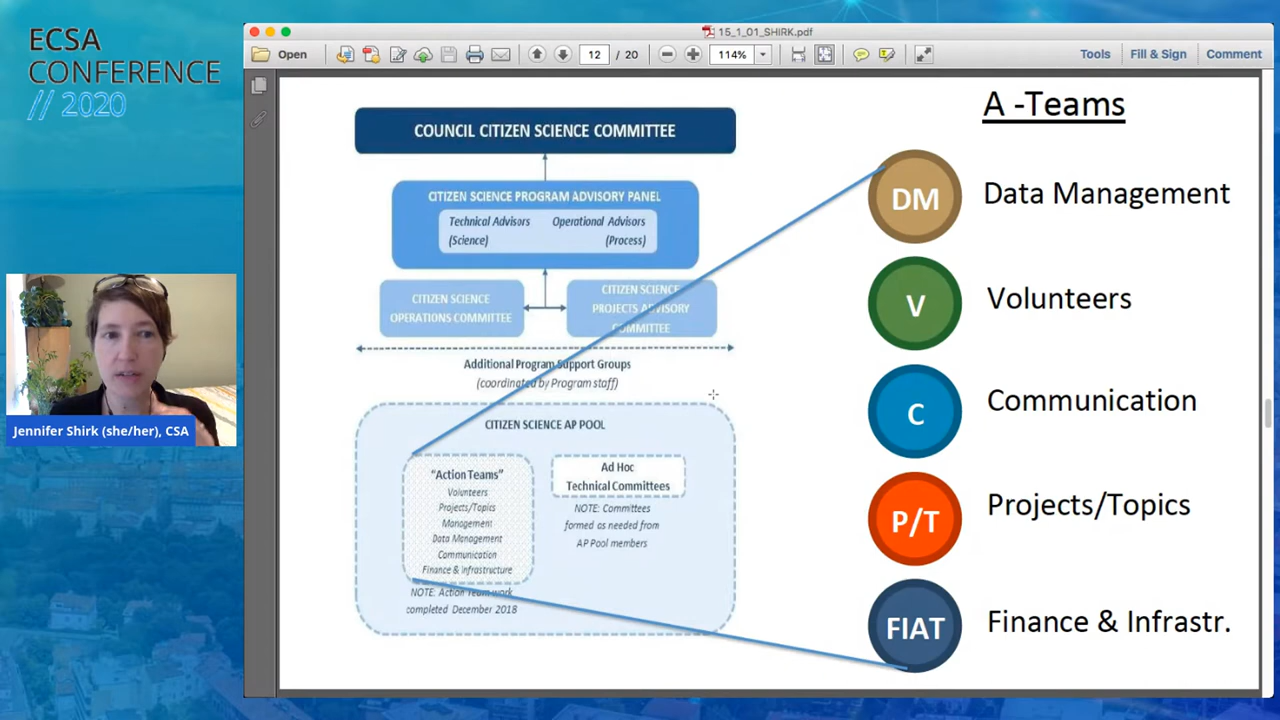 ECSA
CONFERENCE
// 2020
15_1_01_SHIRK.pdf
Open
12 / 20
114%
Tools
Fill & Sign
Comment
COUNCIL CITIZEN SCIENCE COMMITTEE
CITIZEN SCIENCE PROGRAM ADVISORY PANEL
Technical Advisors
(Science)
Operational Advisors
(Process)
CITIZEN SCIENCE
OPERATIONS COMMITTEE
CITIZEN SCIENCE
PROJECTS ADVISORY
COMMITTEE
Additional Program Support Groups
(coordinated by Program staff)
CITIZEN SCIENCE AP POOL
"Action Teams"
Volunteers
Projects/Topics
Management
Data Management
Communication
Finance & Infrastructure
NOTE: Action Team work
completed December 2018
Ad Hoc
Technical Committees
NOTE: Committees
formed as needed from
AP Pool members
A -Teams
DM
Data Management
V
Volunteers
C
Communication
P/T
Projects/Topics
FIAT
Finance & Infrastr.
Jennifer Shirk (she/her), CSA